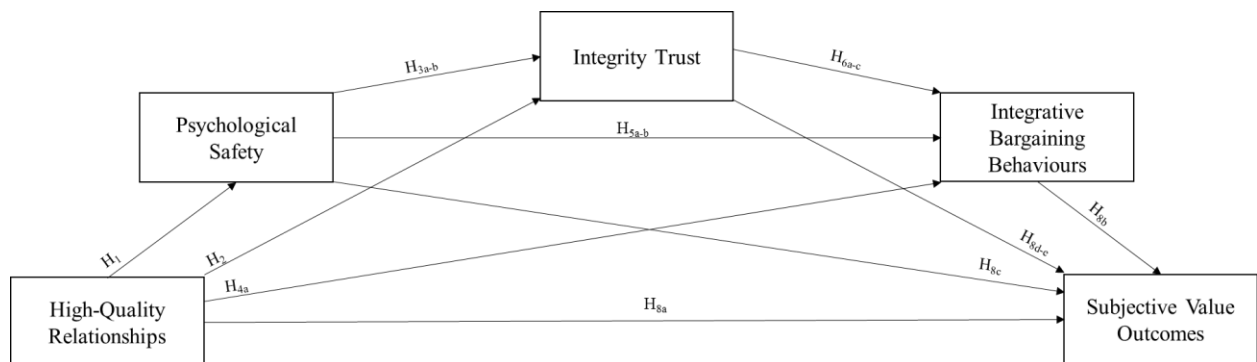 Integrity Trust
H3a-b
H6a-c
Psychological
Safety
H5a-b
Integrative
Bargaining
Behaviours
H1
H2
H4a
H8a
H8c
H8d-e
H8b
High-Quality
Relationships
Subjective Value
Outcomes